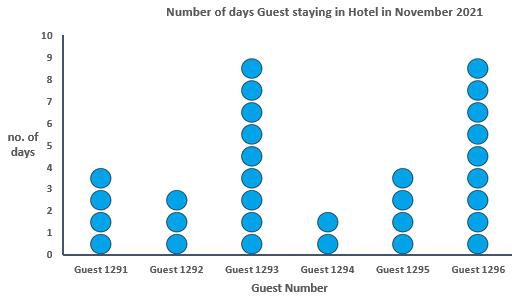 Number of days Guest staying in Hotel in November 2021
10
9
8
7
6
no. of
days
5
4
3
2
1
0
Guest 1291 Guest 1292 Guest 1293 Guest 1294 Guest 1295 Guest 1296
Guest Number